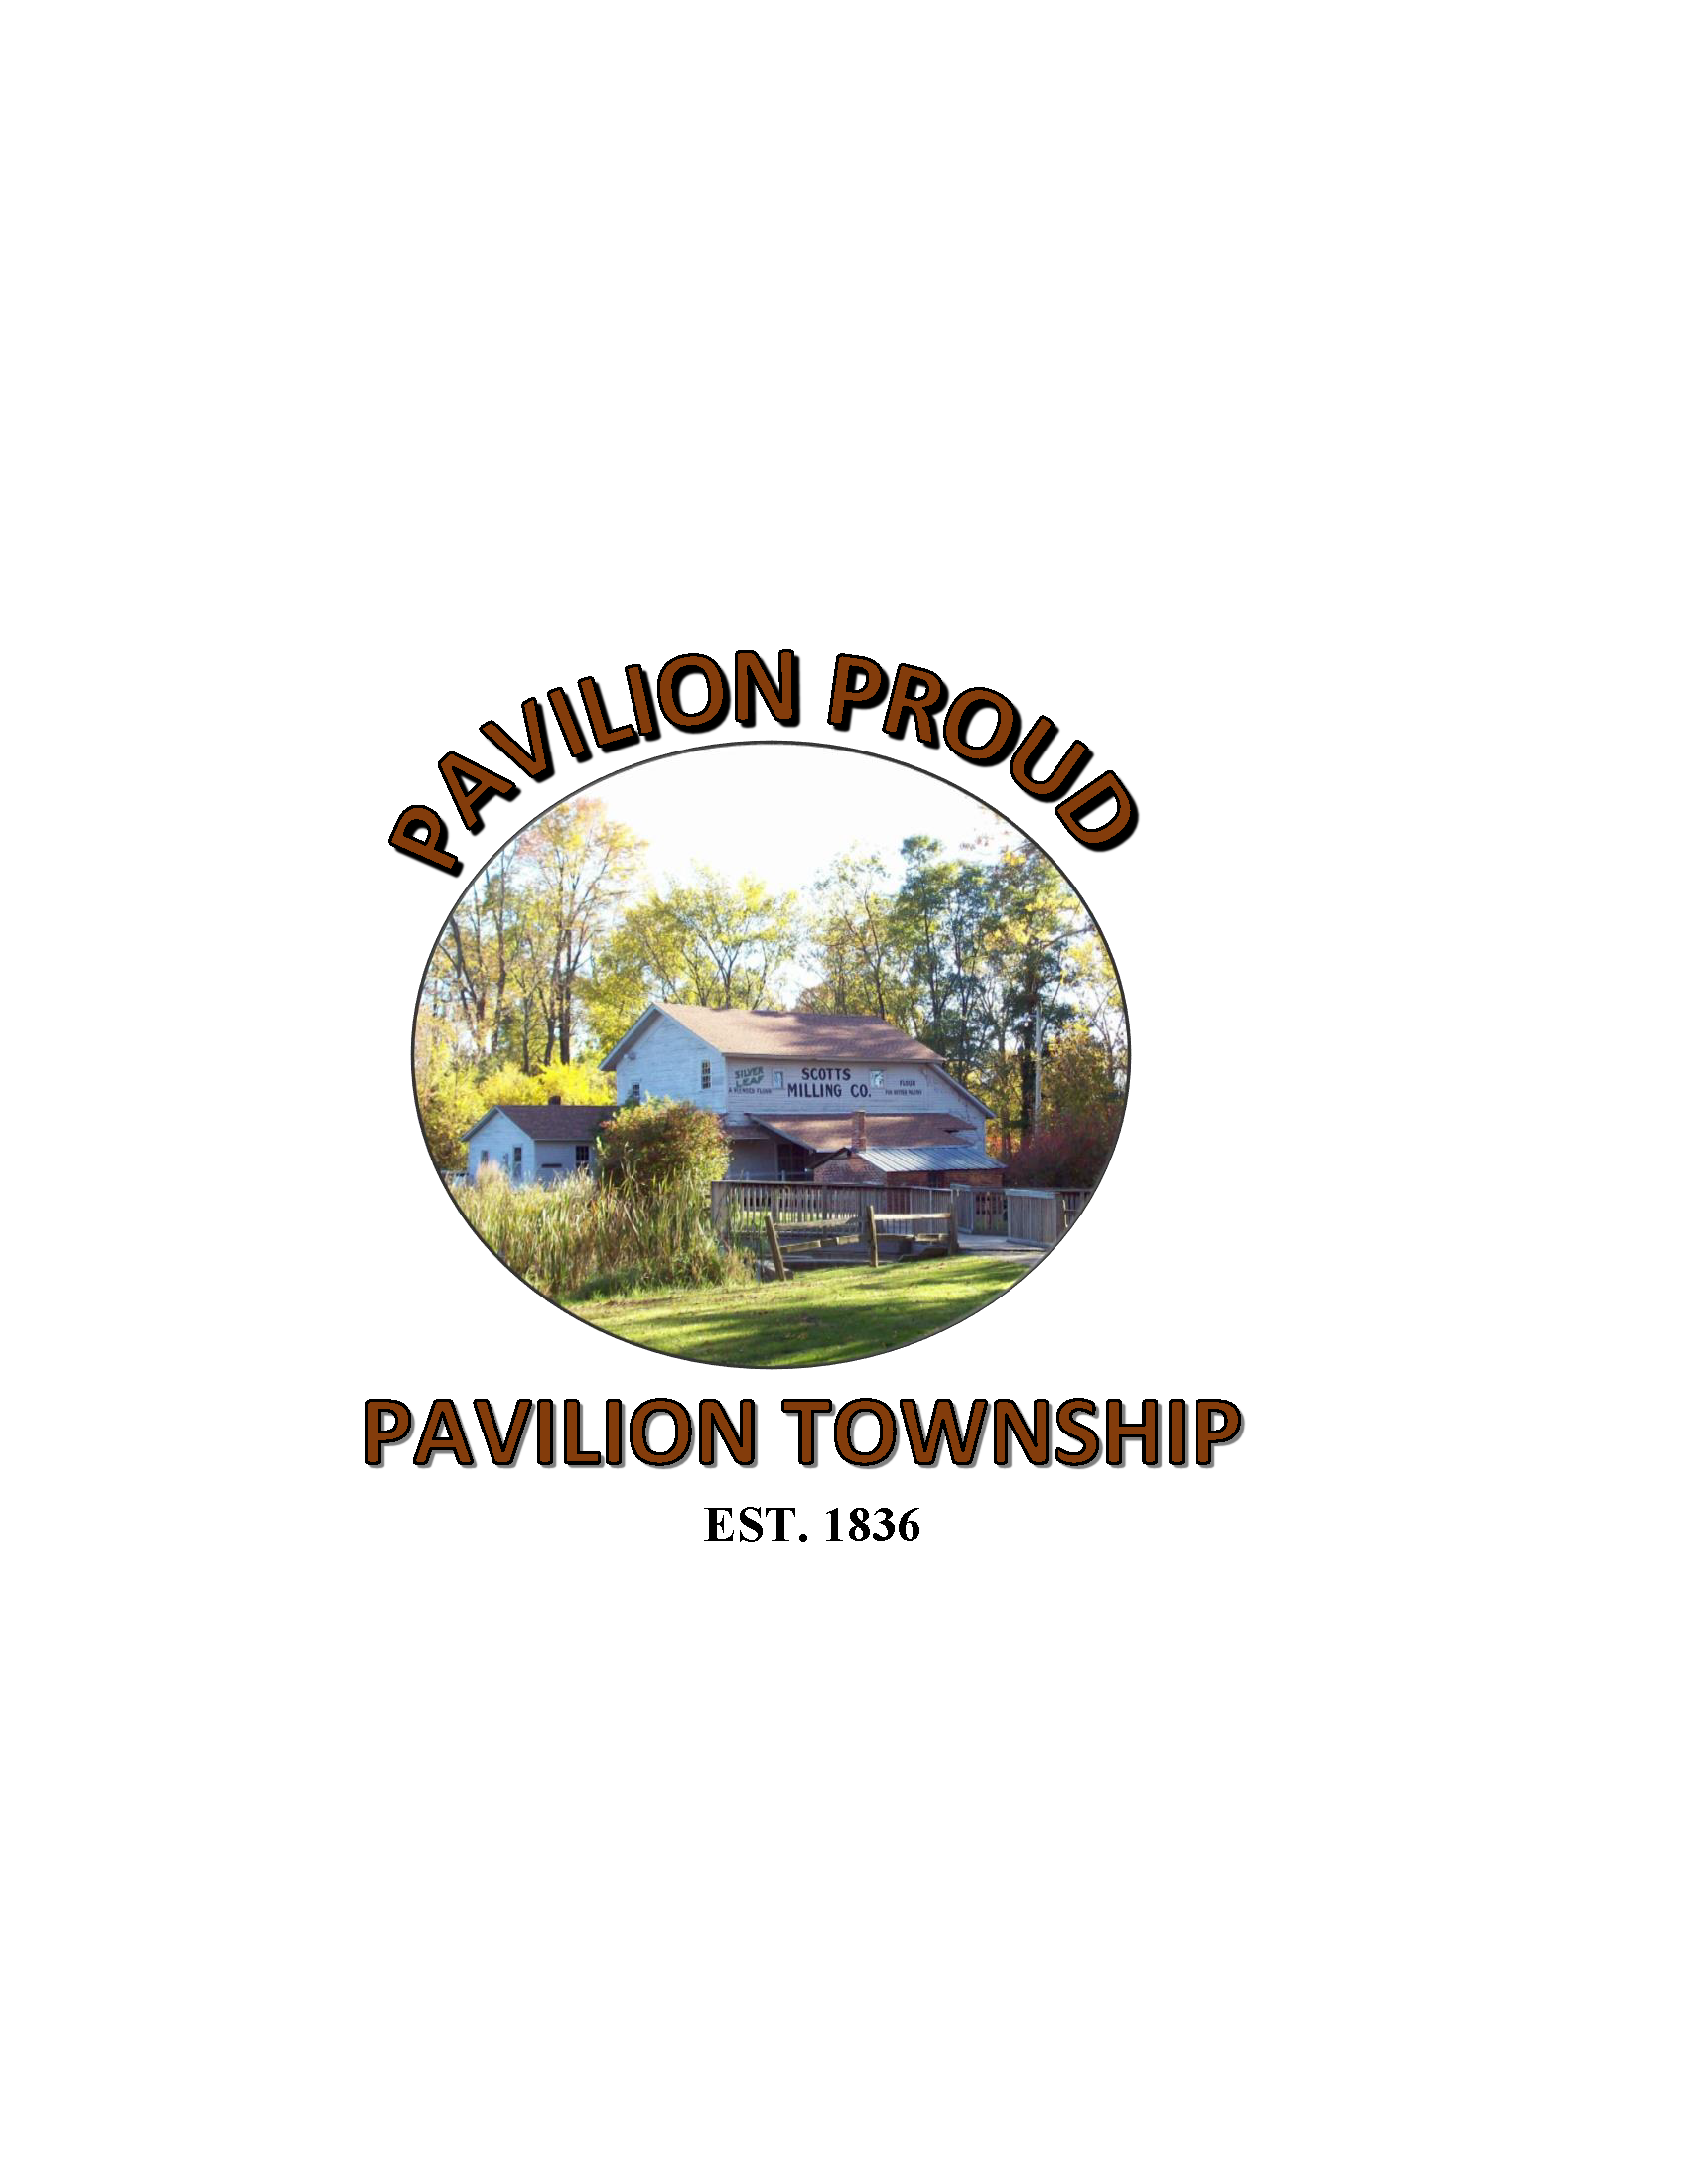 PAVILION PROUD
SILVER
LEAF
SCOTTS
MILLING CO.
FLOUR
PAVILION TOWNSHIP
EST. 1836